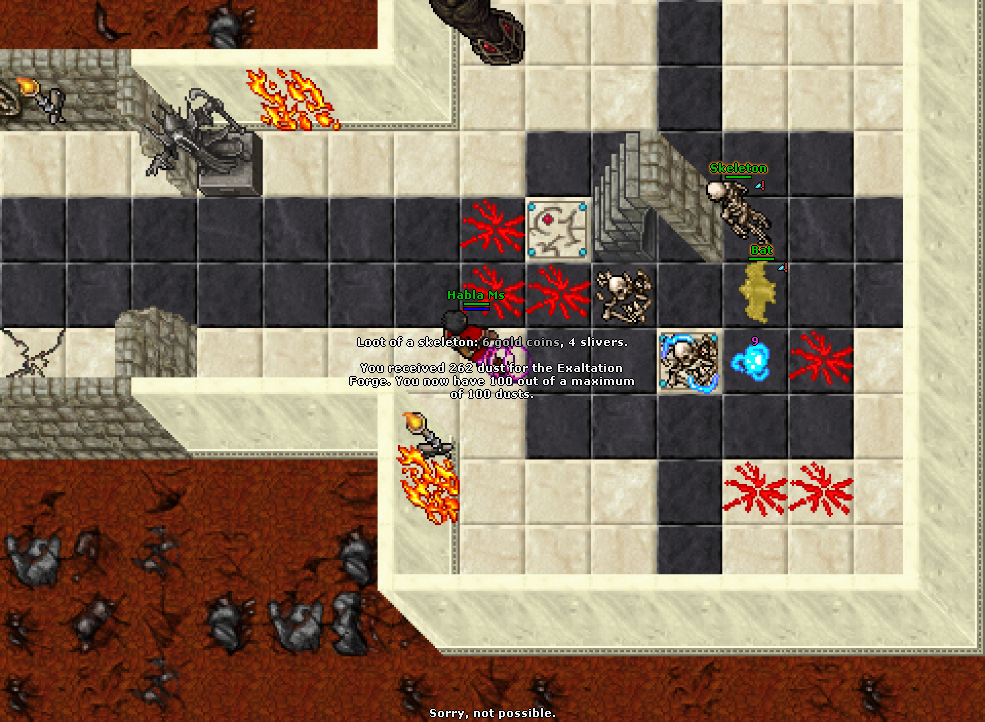 Skeleton
Bat
Habla Ms
Loot of a skeleton: 6 gold coins, 4 slivers.
9
You received 262 dust for the Exaltation
Forge. You now have 100 out of a maximum
of 100 dusts.
Sorry, not possible.